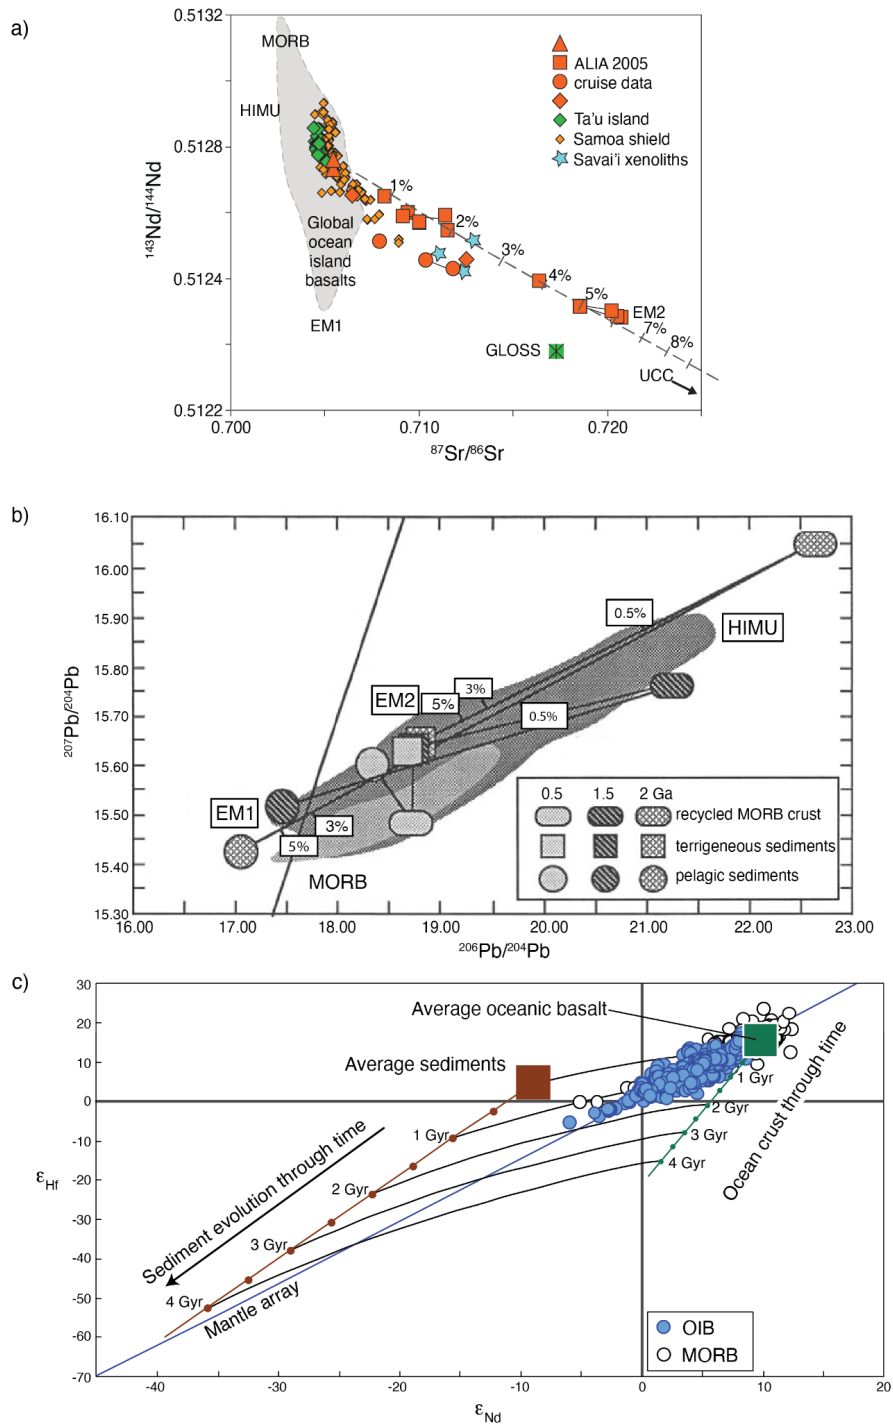 a)
0.5132
0.5128
0.5124
0.5122
143Nd/144Nd
0.700
0.710
0.720
87Sr/86Sr
MORB
HIMU
Global
ocean
island
basalts
EM1
ALIA 2005
cruise data
Ta'u island
Samoa shield
Savai'i xenoliths
1%
2%
3%
4%
5%
EM2
7%
8%
GLOSS
UCC
b)
16.10
16.00
15.90
15.80
15.70
15.60
15.50
15.40
15.30
207Pb/204Pb
16.00
17.00
18.00
19.00
20.00
21.00
22.00
23.00
206Pb/204Pb
0.5%
HIMU
EM2
3%
5%
0.5%
EM1
3%
5%
MORB
0.5 1.5 2 Ga
recycled MORB crust
terrigeneous sediments
pelagic sediments
c)
30
20
10
0
-10
-20
-30
-40
-50
-60
-70
εHf
-40
-30
-20
-10
0
10
20
εNd
Average oceanic basalt
Average sediments
1 Gyr
2 Gyr
3 Gyr
4 Gyr
Ocean crust through time
1 Gyr
2 Gyr
3 Gyr
4 Gyr
Sediment evolution through time
Mantle array
OIB
MORB